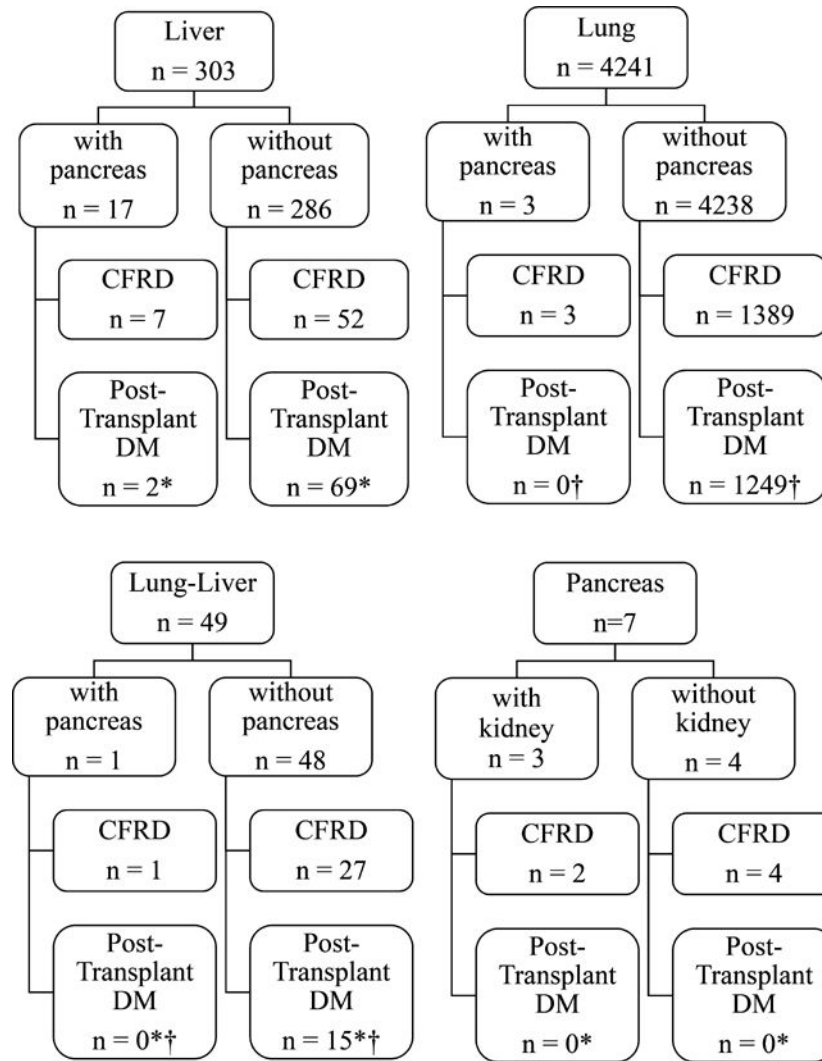 Liver
n = 303
with
pancreas
n = 17
without
pancreas
n = 286
CFRD
n = 7
CFRD
n = 52
Post-
Transplant
DM
n = 2*
Post-
Transplant
DM
n = 69*
Lung
n = 4241
with
pancreas
n = 3
without
pancreas
n = 4238
CFRD
n = 3
CFRD
n = 1389
Post-
Transplant
DM
n = 0†
Post-
Transplant
DM
n = 1249†
Lung-Liver
n = 49
with
pancreas
n = 1
without
pancreas
n = 48
CFRD
n = 1
CFRD
n = 27
Post-
Transplant
DM
n = 0*†
Post-
Transplant
DM
n = 15*†
Pancreas
n=7
with
kidney
n = 3
without
kidney
n = 4
CFRD
n = 2
CFRD
n = 4
Post-
Transplant
DM
n = 0*
Post-
Transplant
DM
n = 0*